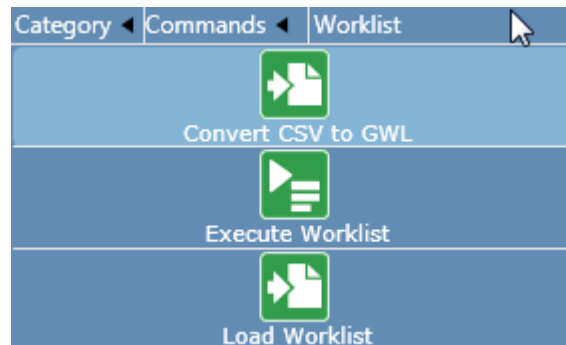 Category Commands Worklist
Convert CSV to GWL
Execute Worklist
Load Worklist